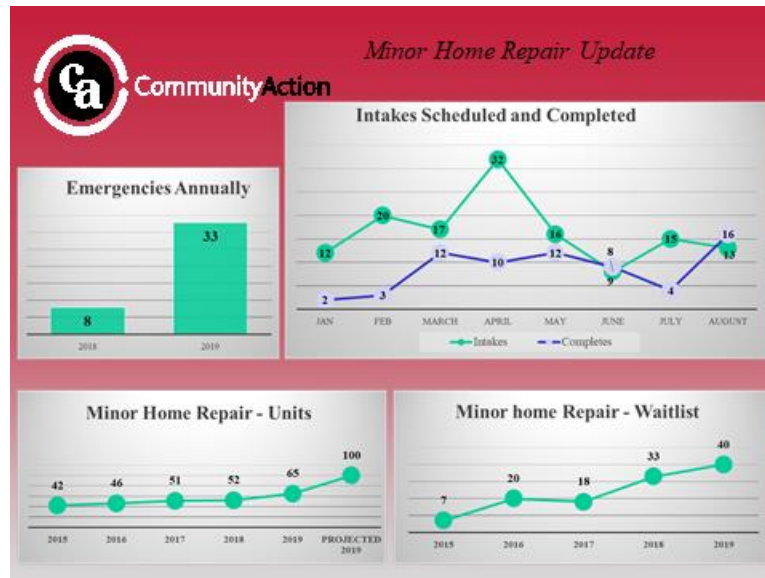 Minor Home Repair Update
ca
CommunityAction
Intakes Scheduled and Completed
32
20
17
16
16
15
13
12
12
12
10
8
9
4
2
3
JAN FEB MARCH APRIL MAY JUNE JULY AUGUST
Intakes Completes
Emergencies Annually
33
8
2018 2019
Minor Home Repair - Units
42 46 51 52 65 100
2015 2016 2017 2018 2019 PROJECTED
2019
Minor home Repair - Waitlist
7 20 18 33 40
2015 2016 2017 2018 2019